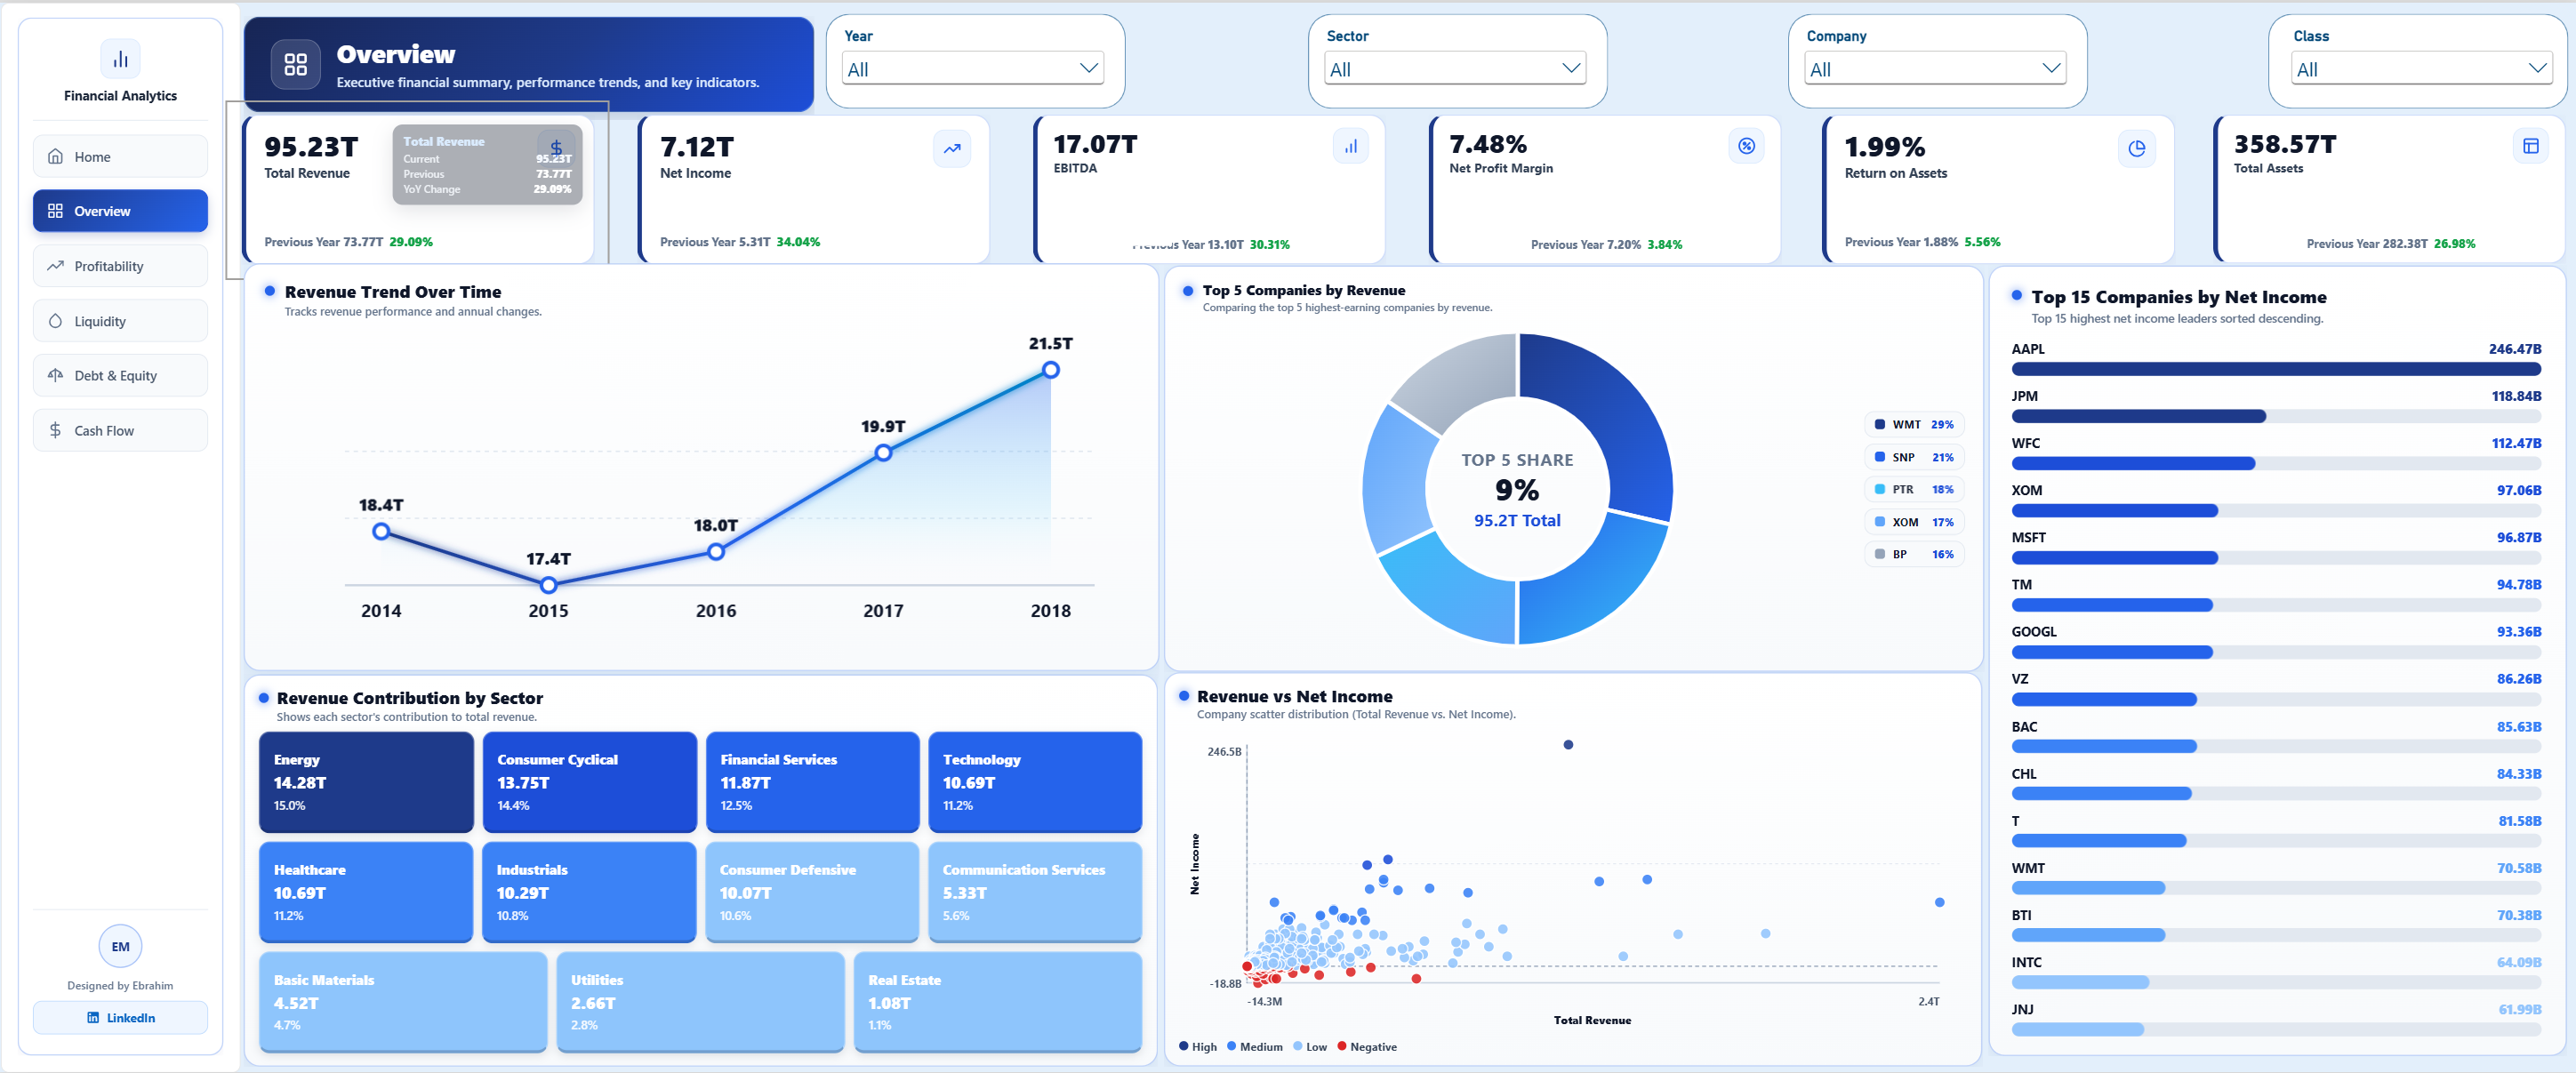 Financial Analytics
Home
Overview
Profitability
Liquidity
Debt & Equity
Cash Flow
EM
Designed by Ebrahim
LinkedIn
Overview
Executive financial summary, performance trends, and key indicators.
Year
All
Sector
All
Company
All
Class
All
95.23T
Total Revenue
Previous Year 73.77T 29.09%
Total Revenue
Current 95.23T
Previous 73.77T
YoY Change 29.09%
7.12T
Net Income
Previous Year 5.31T 34.04%
17.07T
EBITDA
Previous Year 13.10T 30.31%
7.48%
Net Profit Margin
Previous Year 7.20% 3.84%
1.99%
Return on Assets
Previous Year 1.88% 5.56%
358.57T
Total Assets
Previous Year 282.38T 26.98%
Revenue Trend Over Time
Tracks revenue performance and annual changes.
18.4T
17.4T
18.0T
19.9T
21.5T
2014 2015 2016 2017 2018
Top 5 Companies by Revenue
Comparing the top 5 highest-earning companies by revenue.
TOP 5 SHARE
9%
95.2T Total
WMT 29%
SNP 21%
PTR 18%
XOM 17%
BP 16%
Top 15 Companies by Net Income
Top 15 highest net income leaders sorted descending.
AAPL 246.47B
JPM 118.84B
WFC 112.47B
XOM 97.06B
MSFT 96.87B
TM 94.78B
GOOGL 93.36B
VZ 86.26B
BAC 85.63B
CHL 84.33B
T 81.58B
WMT 70.58B
BTI 70.38B
INTC 64.09B
JNJ 61.99B
Revenue Contribution by Sector
Shows each sector's contribution to total revenue.
Energy
14.28T
15.0%
Consumer Cyclical
13.75T
14.4%
Financial Services
11.87T
12.5%
Technology
10.69T
11.2%
Healthcare
10.69T
11.2%
Industrials
10.29T
10.8%
Consumer Defensive
10.07T
10.6%
Communication Services
5.33T
5.6%
Basic Materials
4.52T
4.7%
Utilities
2.66T
2.8%
Real Estate
1.08T
1.1%
Revenue vs Net Income
Company scatter distribution (Total Revenue vs. Net Income).
246.5B
Net Income
-18.8B
-14.3M
2.4T
Total Revenue
High Medium Low Negative